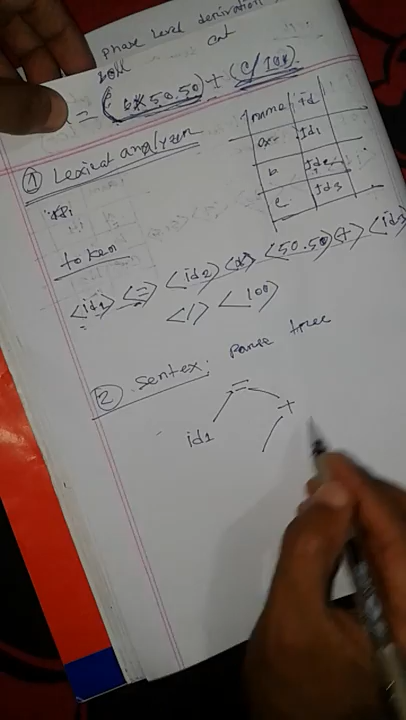 phase level derivation
= (b*50.50) + (c/100)
① Lexical analyzer
name id
id1
b id2
c id3
token
<id1> <=> <id2> <*> <50.50> <+> <id3>
</> <100>
② sentex: parse tree
=
id1 +